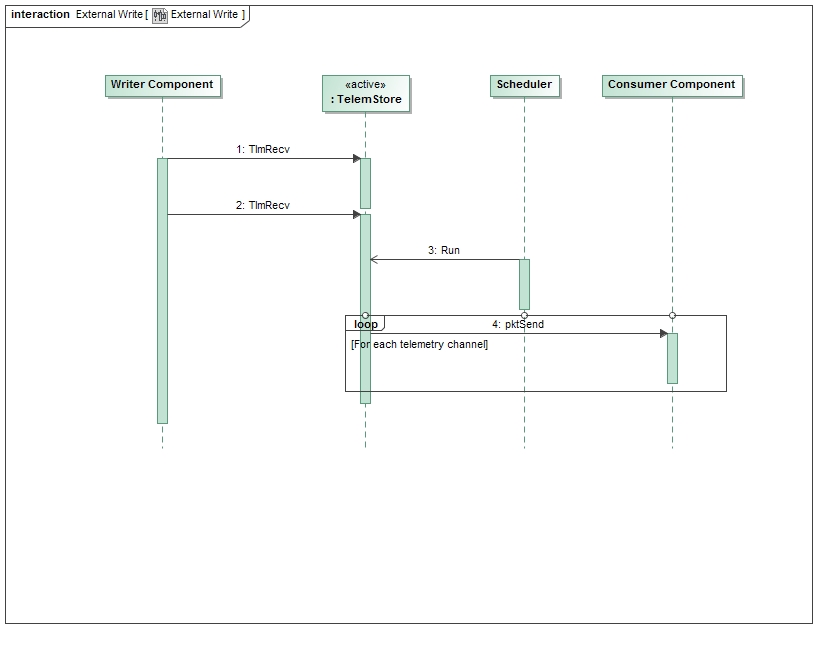 interaction External Write [ External Write ]
Writer Component
«active»
: TelemStore
Scheduler
Consumer Component
1: TlmRecv
2: TlmRecv
3: Run
loop
4: pktSend
[For each telemetry channel]